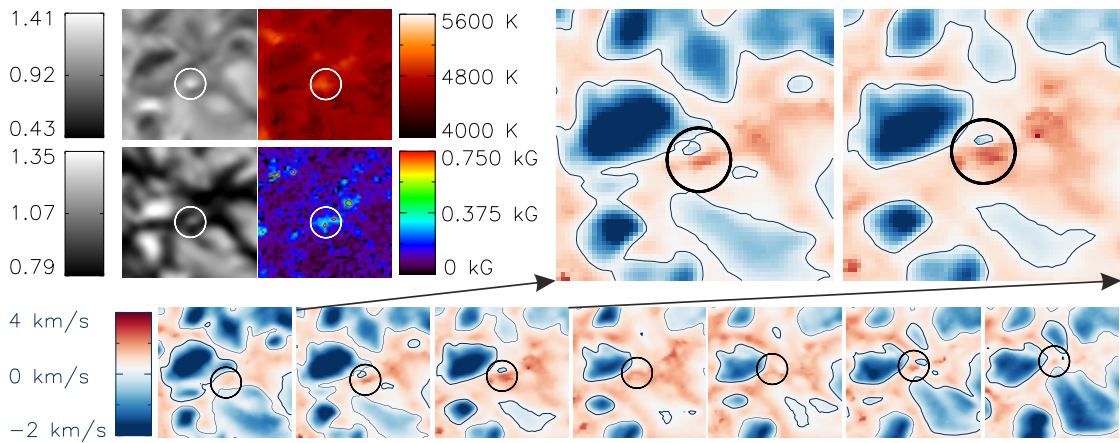 1.41
0.92
0.43
5600 K
4800 K
4000 K
1.35
1.07
0.79
0.750 kG
0.375 kG
0 kG
4 km/s
0 km/s
−2 km/s